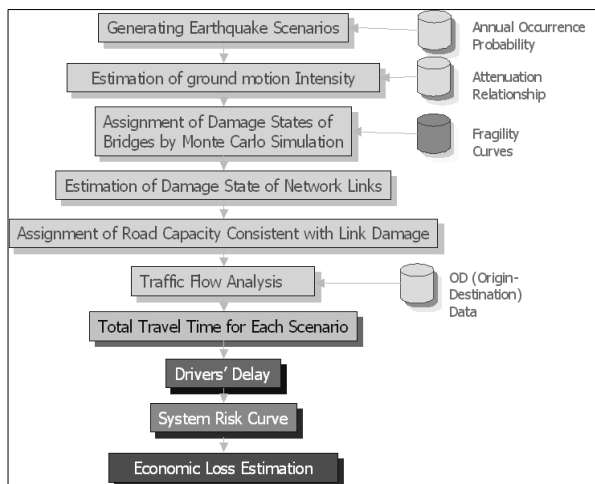 Generating Earthquake Scenarios
Annual Occurrence
Probability
Estimation of ground motion Intensity
Attenuation
Relationship
Assignment of Damage States of
Bridges by Monte Carlo Simulation
Fragility
Curves
Estimation of Damage State of Network Links
Assignment of Road Capacity Consistent with Link Damage
Traffic Flow Analysis
OD (Origin-
Destination)
Data
Total Travel Time for Each Scenario
Drivers' Delay
System Risk Curve
Economic Loss Estimation